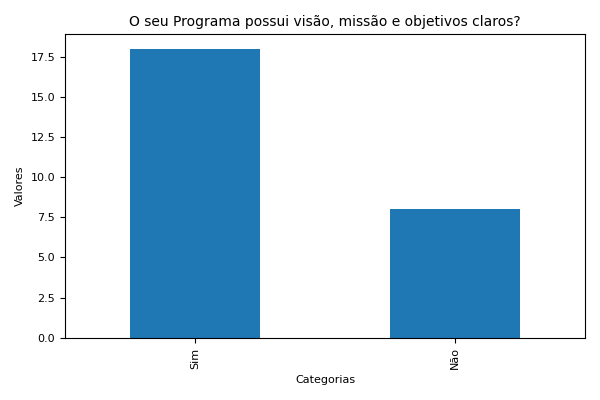 O seu Programa possui visão, missão e objetivos claros?
17.5
15.0
12.5
10.0
7.5
5.0
2.5
0.0
Valores
Sim
Não
Categorias